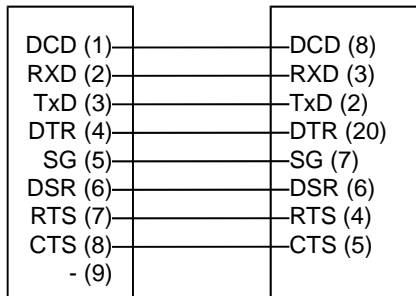 DCD (1) DCD (8)
RXD (2) RXD (3)
TxD (3) TxD (2)
DTR (4) DTR (20)
SG (5) SG (7)
DSR (6) DSR (6)
RTS (7) RTS (4)
CTS (8) CTS (5)
- (9)